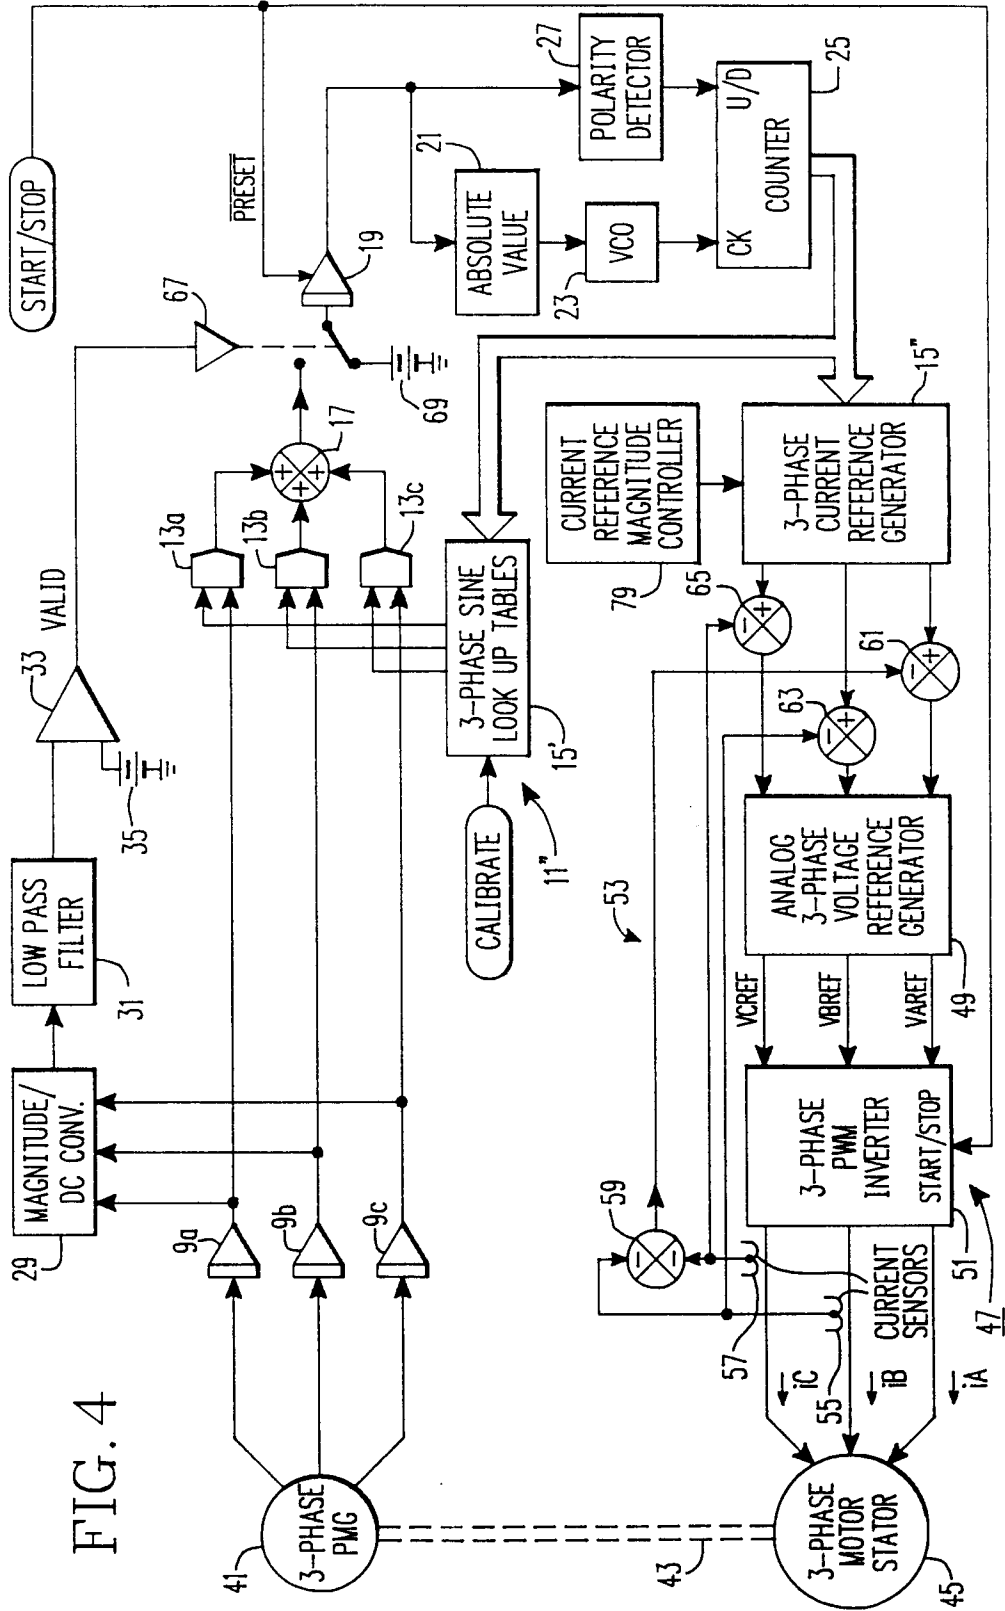 FIG. 4
START/STOP
PRESET
67
19
27
POLARITY
DETECTOR
21
ABSOLUTE
VALUE
23
VCO
CK
U/D
COUNTER
25
33
VALID
35
LOW PASS
FILTER
31
MAGNITUDE/
DC CONV.
29
13a
13b
13c
+
+
+
17
69
3-PHASE SINE
LOOK UP TABLES
15'
CALIBRATE
11"
CURRENT
REFERENCE
MAGNITUDE
CONTROLLER
79
3-PHASE
CURRENT
REFERENCE
GENERATOR
15"
65
-
+
63
-
+
61
-
+
53
ANALOG
3-PHASE
VOLTAGE
REFERENCE
GENERATOR
49
VCREF
VBREF
VAREF
3-PHASE
PWM
INVERTER
START/STOP
51
47
59
-
-
57
55
CURRENT
SENSORS
iC
iB
iA
9a
9b
9c
41
3-PHASE
PMG
43
3-PHASE
MOTOR
STATOR
45